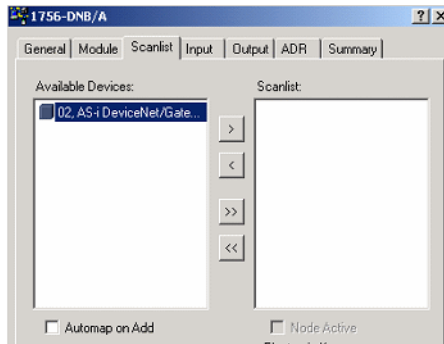 1756-DNB/A
General Module Scanlist Input Output ADR Summary
Available Devices: Scanlist:
02, AS-i DeviceNet/Gate...
>
<
>>
<<
Automap on Add Node Active